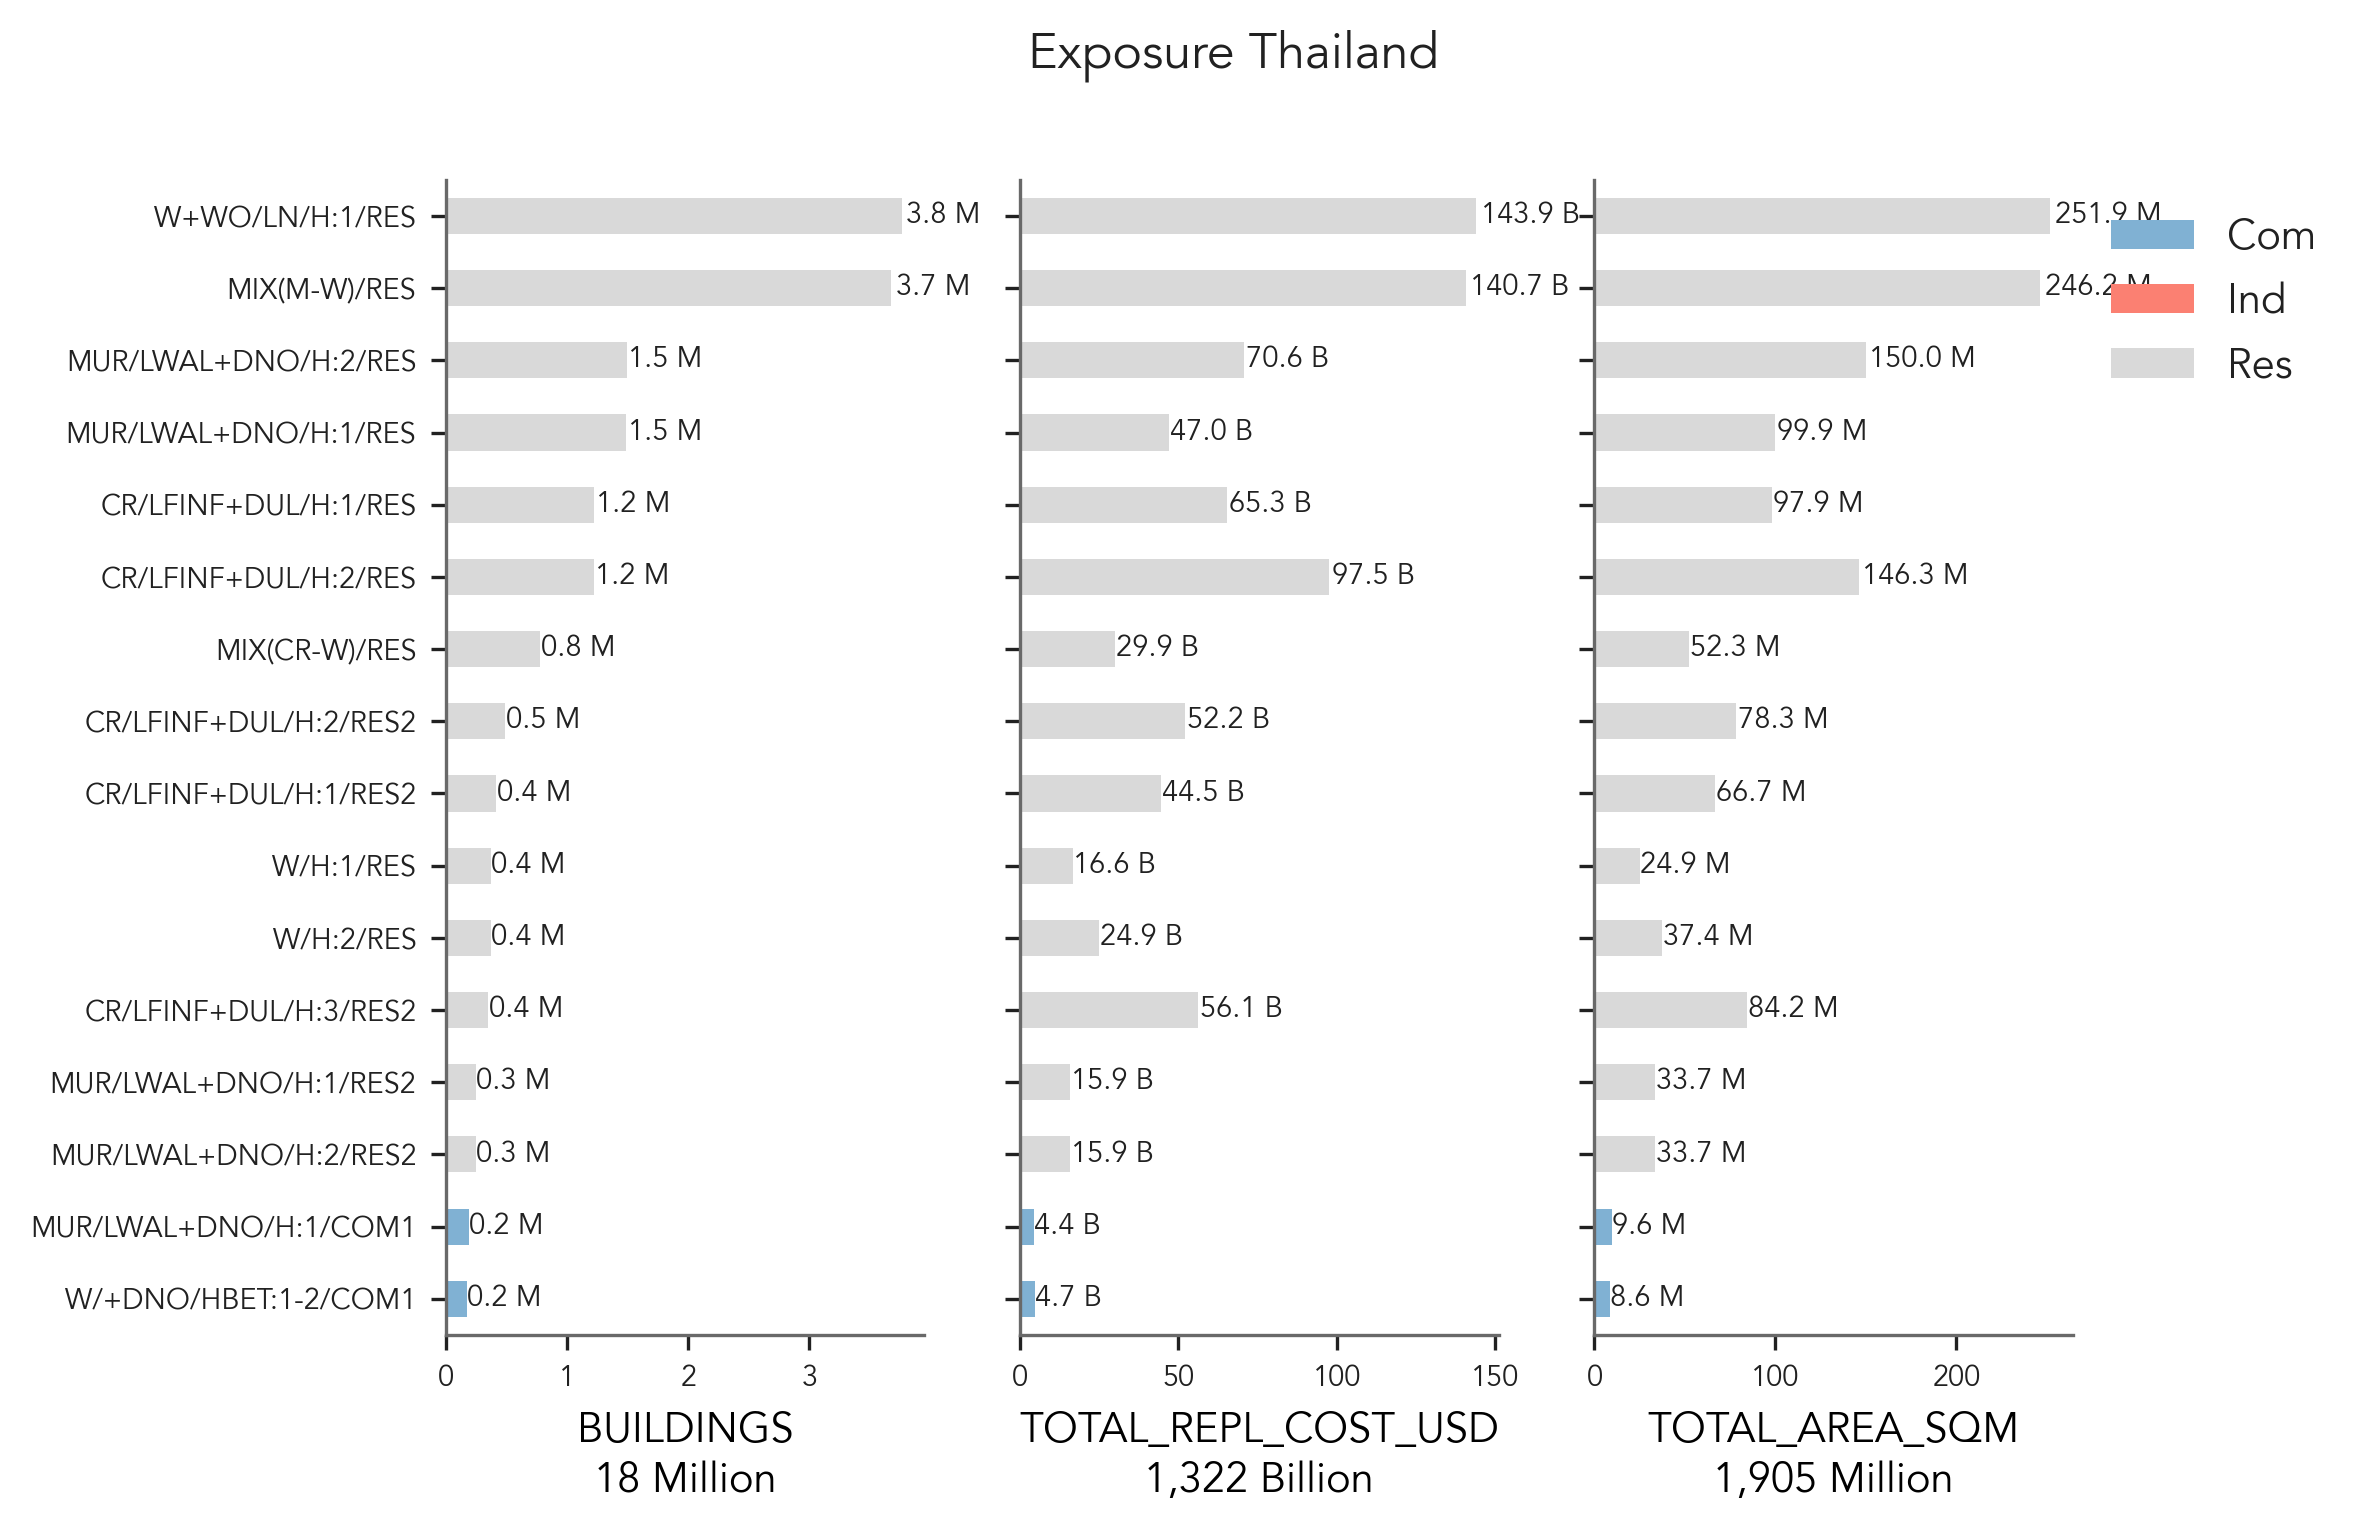 Exposure Thailand
W+WO/LN/H:1/RES 3.8 M 143.9 B 251.9 M
Com
MIX(M-W)/RES 3.7 M 140.7 B 246.2 M
Ind
MUR/LWAL+DNO/H:2/RES 1.5 M 70.6 B 150.0 M
Res
MUR/LWAL+DNO/H:1/RES 1.5 M 47.0 B 99.9 M
CR/LFINF+DUL/H:1/RES 1.2 M 65.3 B 97.9 M
CR/LFINF+DUL/H:2/RES 1.2 M 97.5 B 146.3 M
MIX(CR-W)/RES 0.8 M 29.9 B 52.3 M
CR/LFINF+DUL/H:2/RES2 0.5 M 52.2 B 78.3 M
CR/LFINF+DUL/H:1/RES2 0.4 M 44.5 B 66.7 M
W/H:1/RES 0.4 M 16.6 B 24.9 M
W/H:2/RES 0.4 M 24.9 B 37.4 M
CR/LFINF+DUL/H:3/RES2 0.4 M 56.1 B 84.2 M
MUR/LWAL+DNO/H:1/RES2 0.3 M 15.9 B 33.7 M
MUR/LWAL+DNO/H:2/RES2 0.3 M 15.9 B 33.7 M
MUR/LWAL+DNO/H:1/COM1 0.2 M 4.4 B 9.6 M
W/+DNO/HBET:1-2/COM1 0.2 M 4.7 B 8.6 M
0 1 2 3 0 50 100 150 0 100 200
BUILDINGS TOTAL_REPL_COST_USD TOTAL_AREA_SQM
18 Million 1,322 Billion 1,905 Million